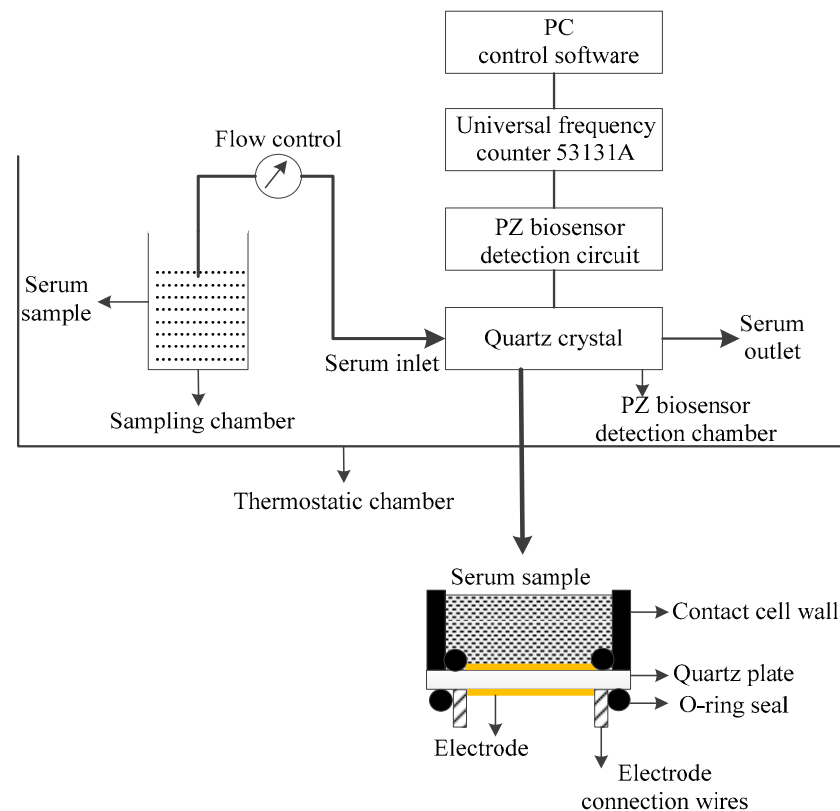 PC
control software
Universal frequency
counter 53131A
Flow control
PZ biosensor
detection circuit
Serum
sample
Quartz crystal
Serum
outlet
Serum inlet
Sampling chamber
PZ biosensor
detection chamber
Thermostatic chamber
Serum sample
Contact cell wall
Quartz plate
O-ring seal
Electrode
Electrode
connection wires